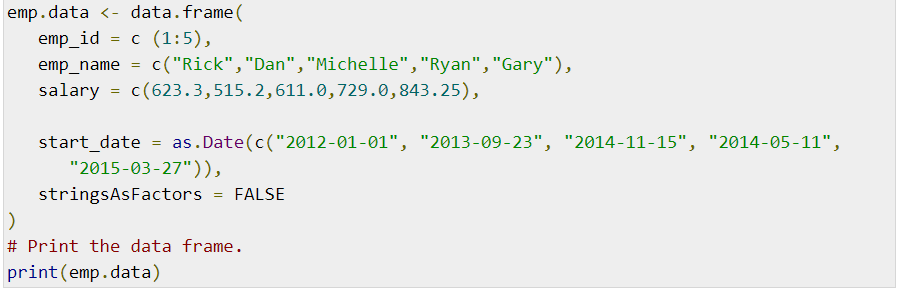 emp.data <- data.frame(
   emp_id = c (1:5),
   emp_name = c("Rick","Dan","Michelle","Ryan","Gary"),
   salary = c(623.3,515.2,611.0,729.0,843.25),

   start_date = as.Date(c("2012-01-01", "2013-09-23", "2014-11-15", "2014-05-11",
      "2015-03-27")),
   stringsAsFactors = FALSE
)
# Print the data frame.
print(emp.data)